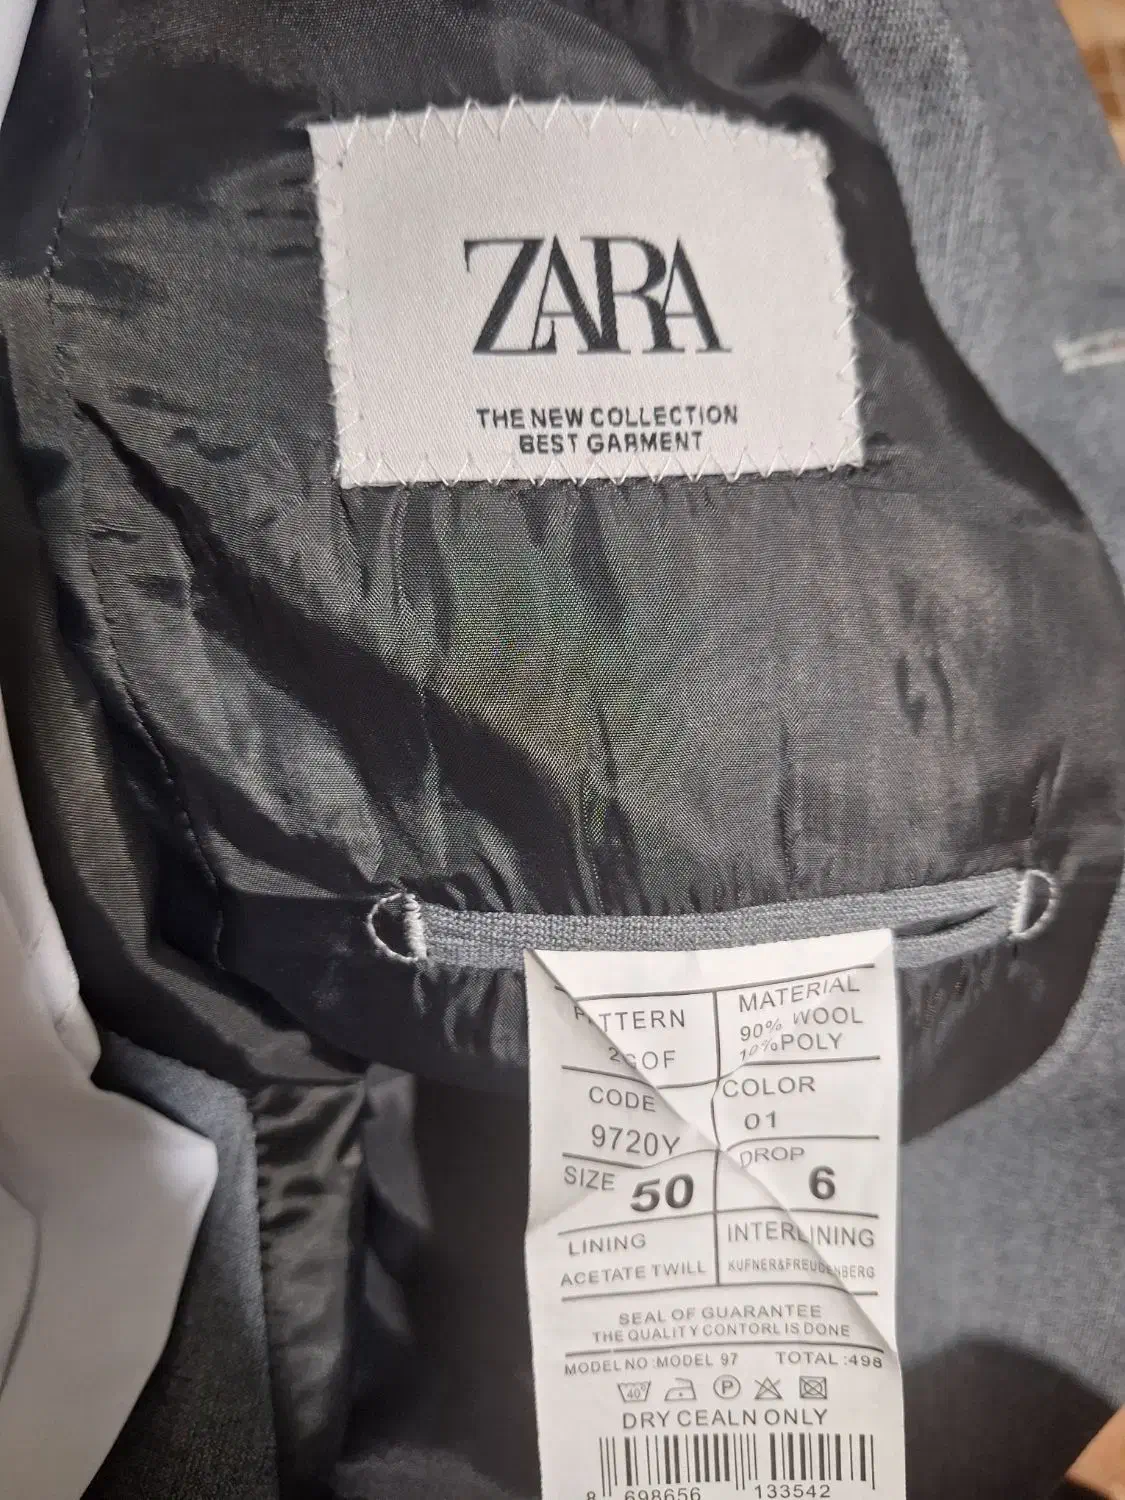 ZARA
THE NEW COLLECTION
BEST GARMENT
MATERIAL
90% WOOL
10% POLY
COLOR
01
CODE
9720Y
DROP
6
SIZE 50
LINING
ACETATE TWILL
INTERLINING
KUFNER&FREUDENBERG
SEAL OF GUARANTEE
THE QUALITY CONTORL IS DONE
MODEL NO :MODEL 97 TOTAL :498
40°
P
DRY CEALN ONLY
8 698656 133542